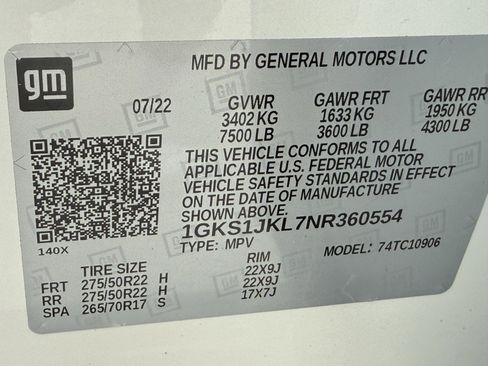 gm
MFD BY GENERAL MOTORS LLC
07/22 GVWR GAWR FRT GAWR RR
3402 KG 1633 KG 1950 KG
7500 LB 3600 LB 4300 LB
THIS VEHICLE CONFORMS TO ALL
APPLICABLE U.S. FEDERAL MOTOR
VEHICLE SAFETY STANDARDS IN EFFECT
ON THE DATE OF MANUFACTURE
SHOWN ABOVE.
1GKS1JKL7NR360554
140X TYPE: MPV MODEL: 74TC10906
TIRE SIZE RIM
FRT 275/50R22 H 22X9J
RR 275/50R22 H 22X9J
SPA 265/70R17 S 17X7J